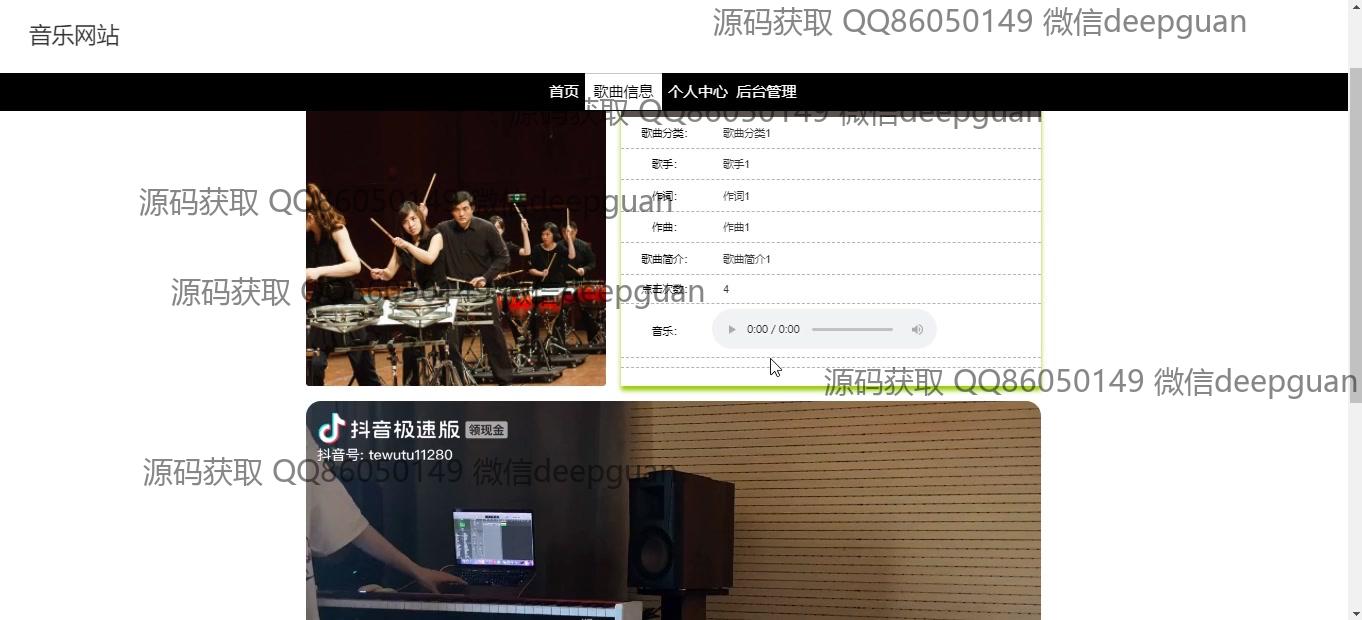 音乐网站
源码获取 QQ86050149 微信deepguan
首页 歌曲信息 个人中心 后台管理
源码获取 QQ86050149 微信deepguan
歌曲分类： 歌曲分类1
歌手： 歌手1
作词： 作词1
源码获取 QQ86050149 微信deepguan
作曲： 作曲1
歌曲简介： 歌曲简介1
点击次数： 4
源码获取 QQ86050149 微信deepguan
音乐： 0:00 / 0:00
源码获取 QQ86050149 微信deepguan
抖音极速版 领现金
抖音号: tewutu11280
源码获取 QQ86050149 微信deepguan